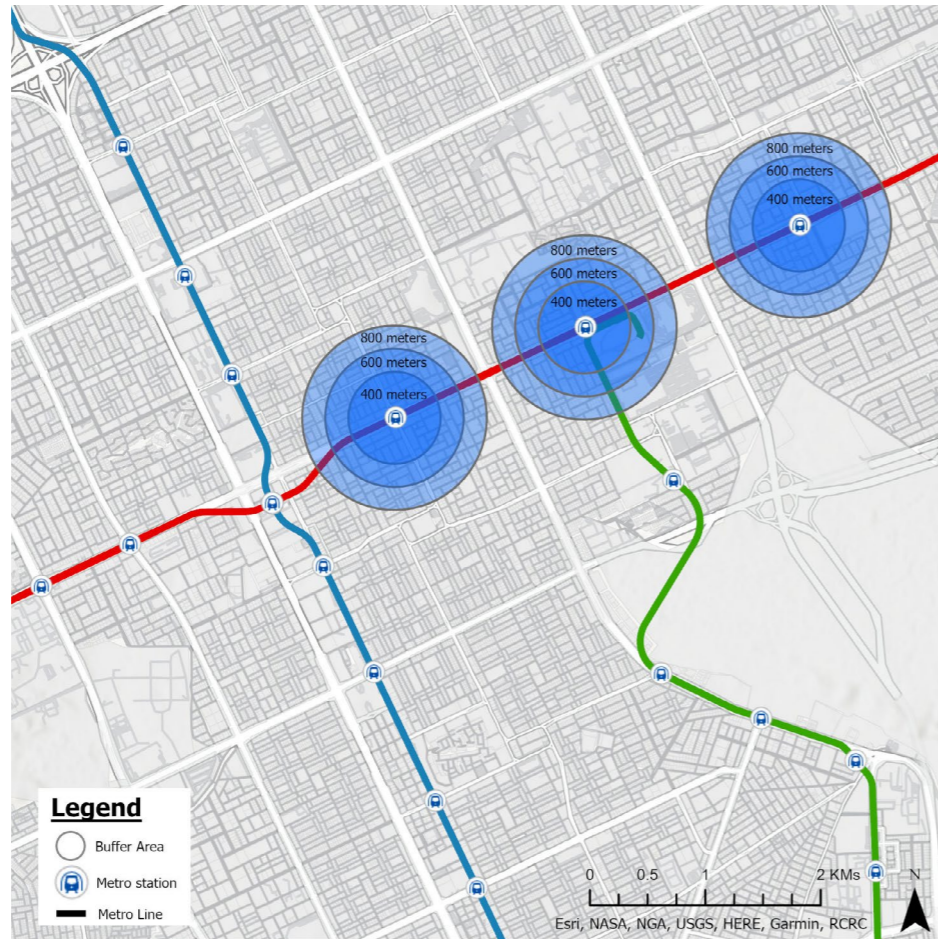 800 meters
600 meters
400 meters
800 meters
600 meters
400 meters
800 meters
600 meters
400 meters
Legend
Buffer Area
Metro station
Metro Line
0 0.5 1 2 KMs
N
Esri, NASA, NGA, USGS, HERE, Garmin, RCRC